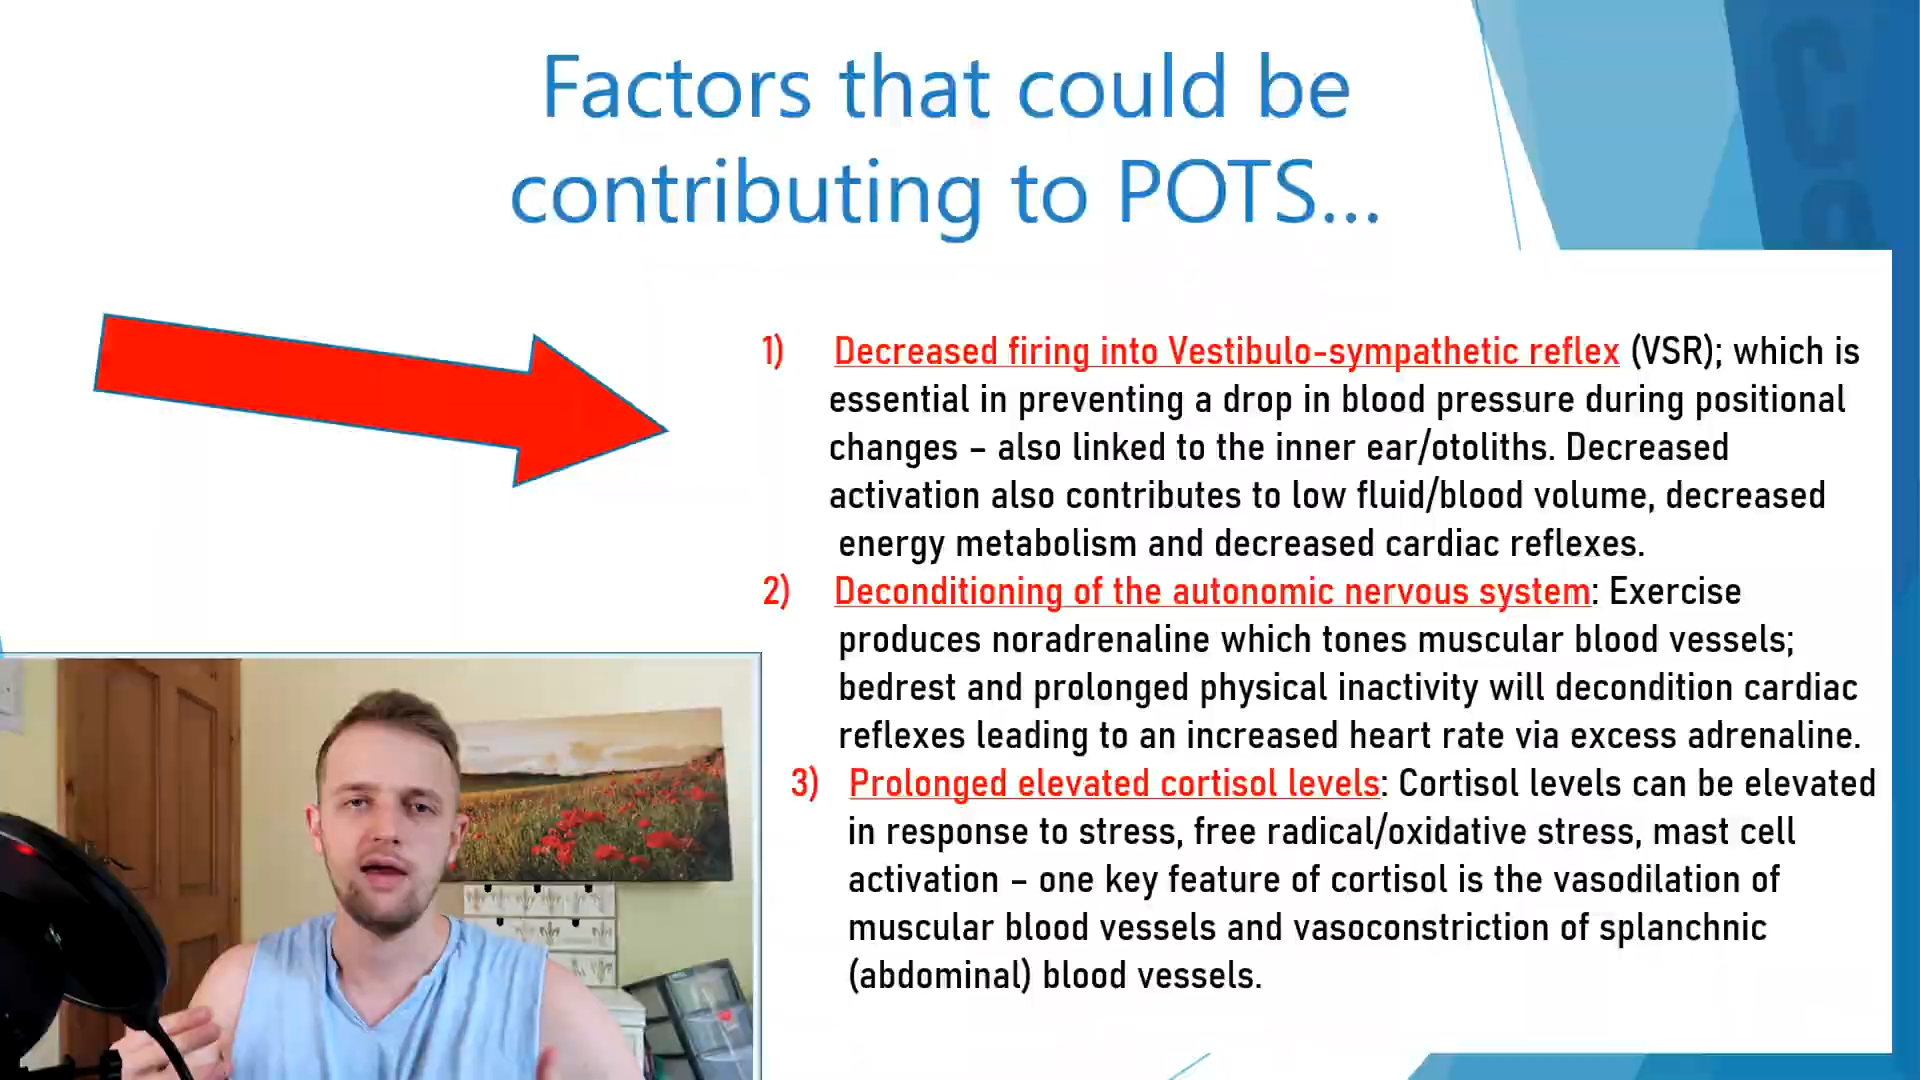 Factors that could be
contributing to POTS...
1) Decreased firing into Vestibulo-sympathetic reflex (VSR); which is
essential in preventing a drop in blood pressure during positional
changes – also linked to the inner ear/otoliths. Decreased
activation also contributes to low fluid/blood volume, decreased
energy metabolism and decreased cardiac reflexes.
2) Deconditioning of the autonomic nervous system: Exercise
produces noradrenaline which tones muscular blood vessels;
bedrest and prolonged physical inactivity will decondition cardiac
reflexes leading to an increased heart rate via excess adrenaline.
3) Prolonged elevated cortisol levels: Cortisol levels can be elevated
in response to stress, free radical/oxidative stress, mast cell
activation – one key feature of cortisol is the vasodilation of
muscular blood vessels and vasoconstriction of splanchnic
(abdominal) blood vessels.